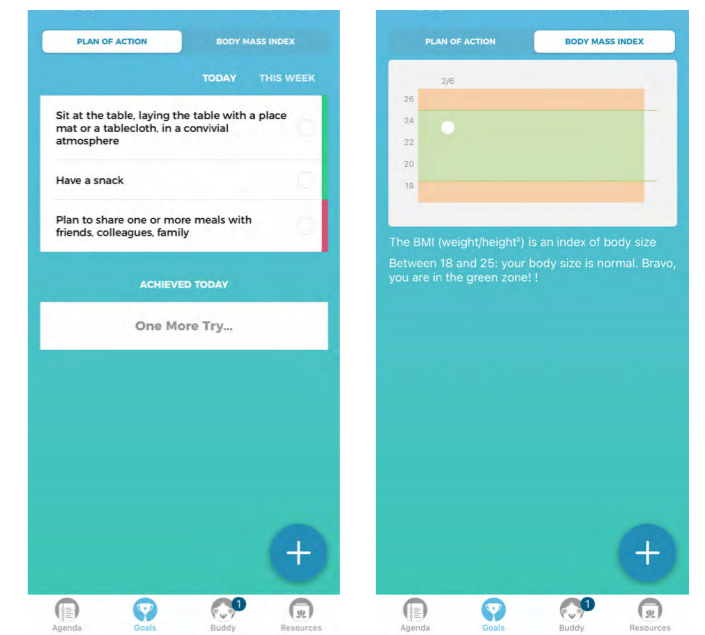 PLAN OF ACTION
BODY MASS INDEX
TODAY
THIS WEEK
Sit at the table, laying the table with a place
mat or a tablecloth, in a convivial
atmosphere
Have a snack
Plan to share one or more meals with
friends, colleagues, family
ACHIEVED TODAY
One More Try...
+
Agenda
Goals
1
Buddy
Resources
PLAN OF ACTION
BODY MASS INDEX
2/6
26
24
22
20
18
The BMI (weight/height²) is an index of body size
Between 18 and 25: your body size is normal. Bravo,
you are in the green zone! !
+
Agenda
Goals
1
Buddy
Resources